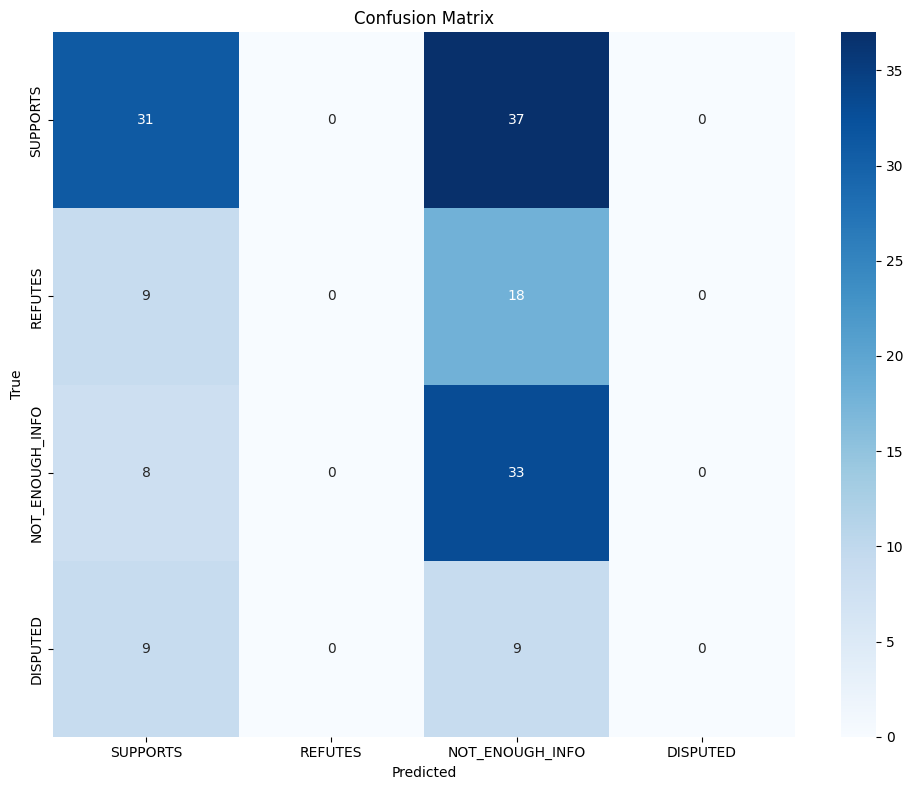 Confusion Matrix
SUPPORTS
REFUTES
NOT_ENOUGH_INFO
DISPUTED
True
31 0 37 0
9 0 18 0
8 0 33 0
9 0 9 0
SUPPORTS REFUTES NOT_ENOUGH_INFO DISPUTED
Predicted
35
30
25
20
15
10
5
0